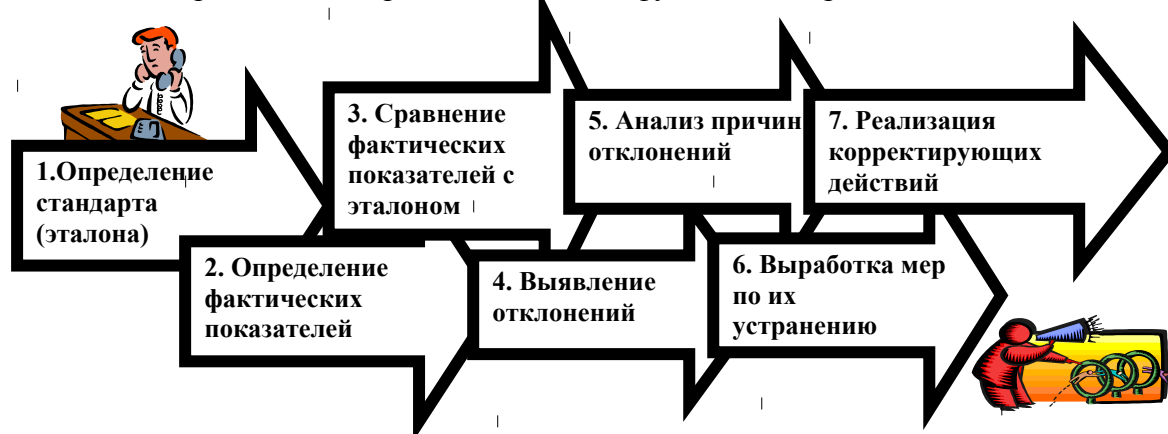 1.Определение
стандарта
(эталона)
2. Определение
фактических
показателей
3. Сравнение
фактических
показателей с
эталоном
4. Выявление
отклонений
5. Анализ причин
отклонений
6. Выработка мер
по их
устранению
7. Реализация
корректирующих
действий